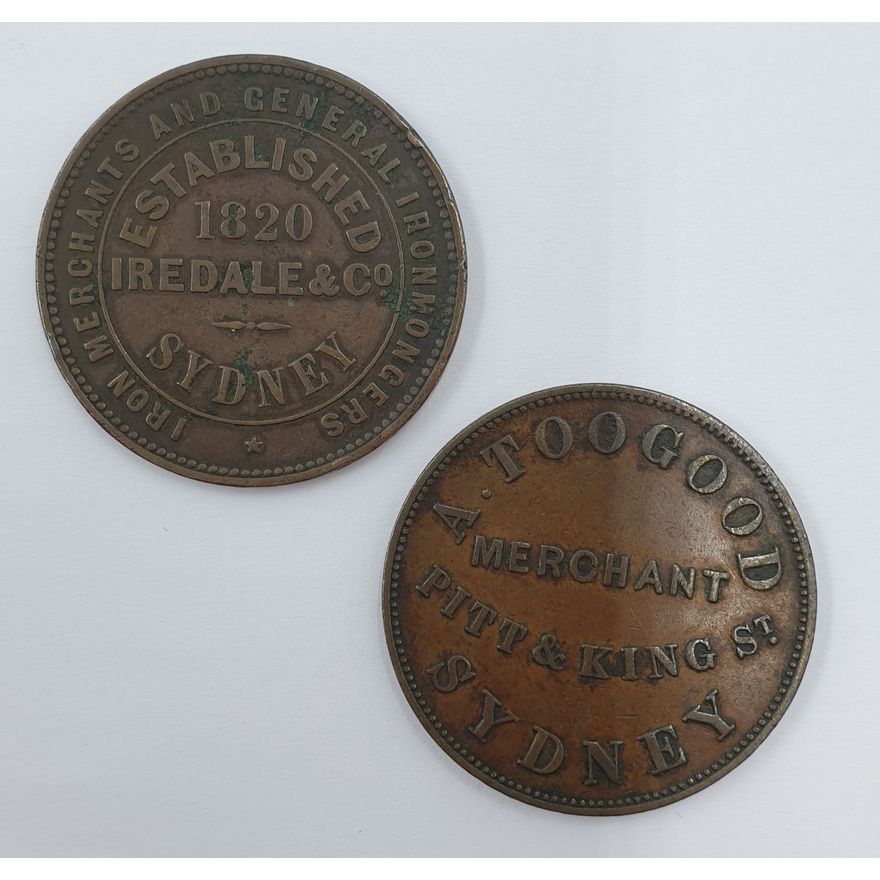 IRON MERCHANTS AND GENERAL IRONMONGERS
ESTABLISHED
1820
IREDALE & Co.
SYDNEY
A. TOOGOOD
MERCHANT
PITT & KING ST.
SYDNEY